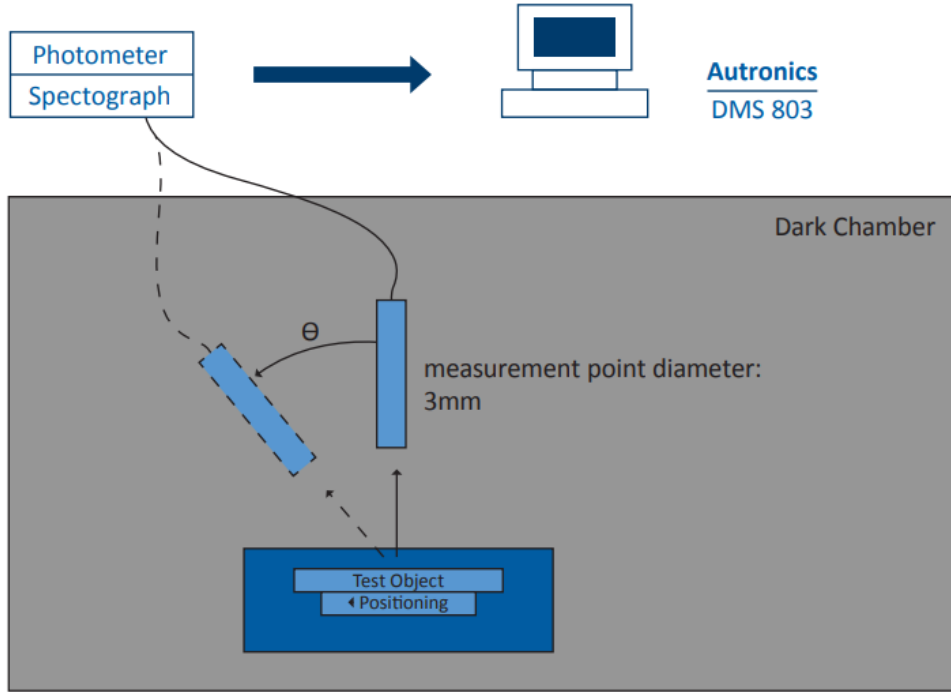 Photometer
Spectograph
Autronics
DMS 803
Dark Chamber
Θ
measurement point diameter:
3mm
Test Object
Positioning